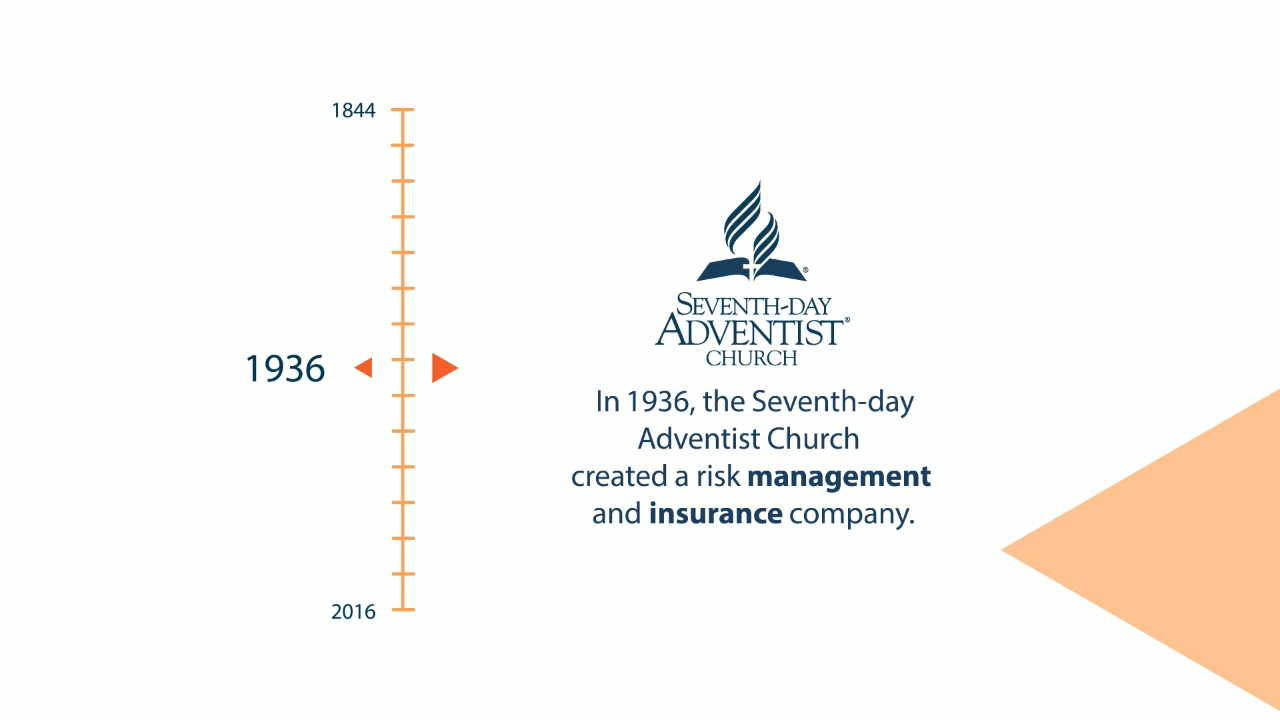 1844
1936
2016
SEVENTH-DAY
ADVENTIST®
CHURCH
In 1936, the Seventh-day
Adventist Church
created a risk management
and insurance company.